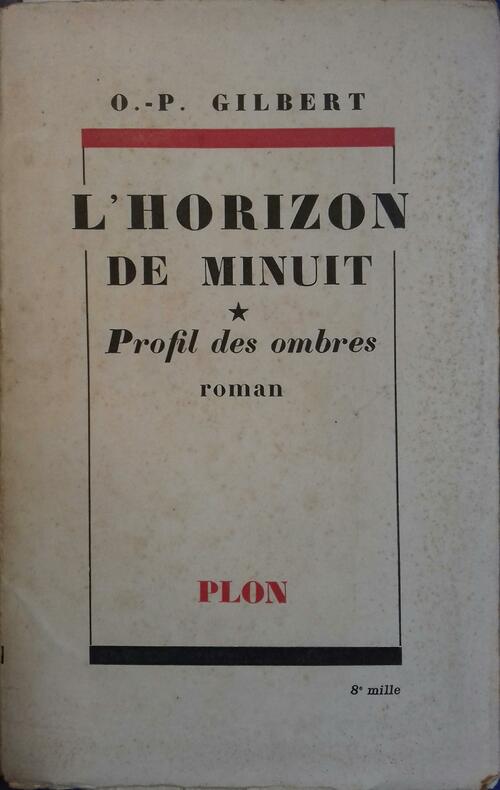 O.-P. GILBERT
L'HORIZON
DE MINUIT
★
Profil des ombres
roman
PLON
8e mille